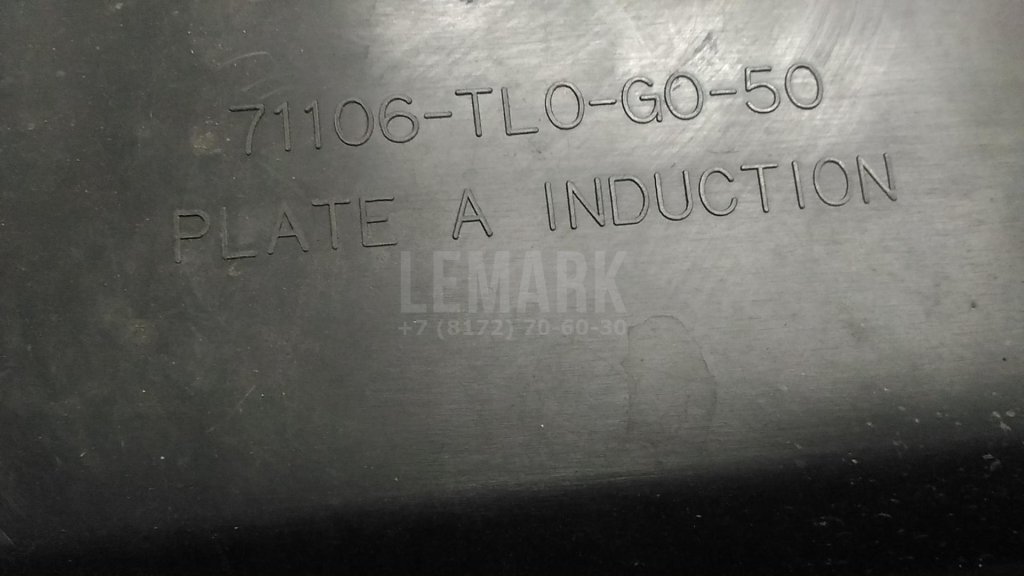 71106-TL0-G0-50
PLATE A INDUCTION
LEMARK
+7 (8172) 70-60-30